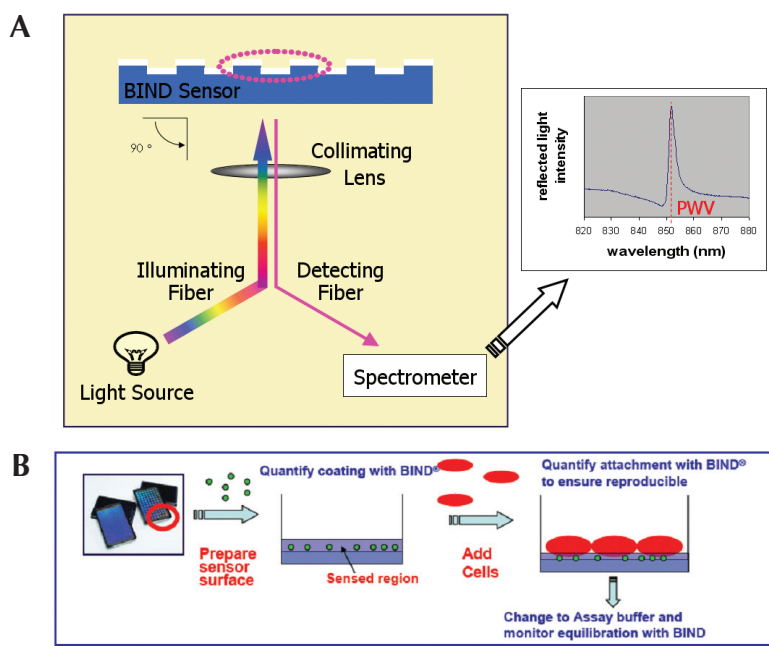 A
BIND Sensor
90 °
Collimating
Lens
Illuminating
Fiber
Detecting
Fiber
Light Source
Spectrometer
reflected light
intensity
PWV
820 830 840 850 860 870 880
wavelength (nm)
B
Quantify coating with BIND®
Quantify attachment with BIND®
to ensure reproducible
Prepare
sensor
surface
Sensed region
Add
Cells
Change to Assay buffer and
monitor equilibration with BIND